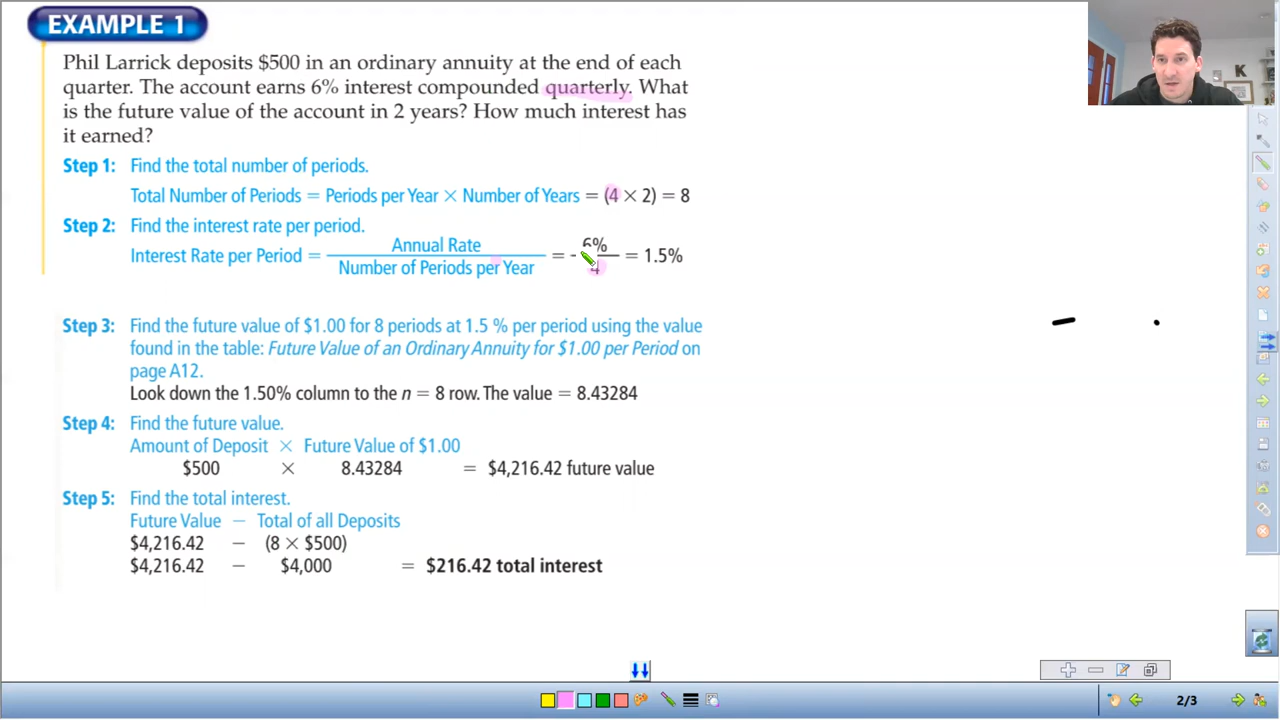 EXAMPLE 1
Phil Larrick deposits $500 in an ordinary annuity at the end of each
quarter. The account earns 6% interest compounded quarterly. What
is the future value of the account in 2 years? How much interest has
it earned?
Step 1: Find the total number of periods.
Total Number of Periods = Periods per Year × Number of Years = (4 × 2) = 8
Step 2: Find the interest rate per period.
Interest Rate per Period = Annual Rate / Number of Periods per Year = 6% / 4 = 1.5%
Step 3: Find the future value of $1.00 for 8 periods at 1.5 % per period using the value
found in the table: Future Value of an Ordinary Annuity for $1.00 per Period on
page A12.
Look down the 1.50% column to the n = 8 row. The value = 8.43284
Step 4: Find the future value.
Amount of Deposit × Future Value of $1.00
$500 × 8.43284 = $4,216.42 future value
Step 5: Find the total interest.
Future Value − Total of all Deposits
$4,216.42 − (8 × $500)
$4,216.42 − $4,000 = $216.42 total interest
K
2/3